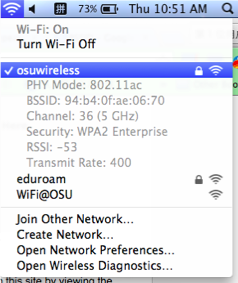 拼 73% Thu 10:51 AM
Wi-Fi: On
Turn Wi-Fi Off
✓ osuwireless
PHY Mode: 802.11ac
BSSID: 94:b4:0f:ae:06:70
Channel: 36 (5 GHz)
Security: WPA2 Enterprise
RSSI: -53
Transmit Rate: 400
eduroam
WiFi@OSU
Join Other Network...
Create Network...
Open Network Preferences...
Open Wireless Diagnostics...
this site by viewing the